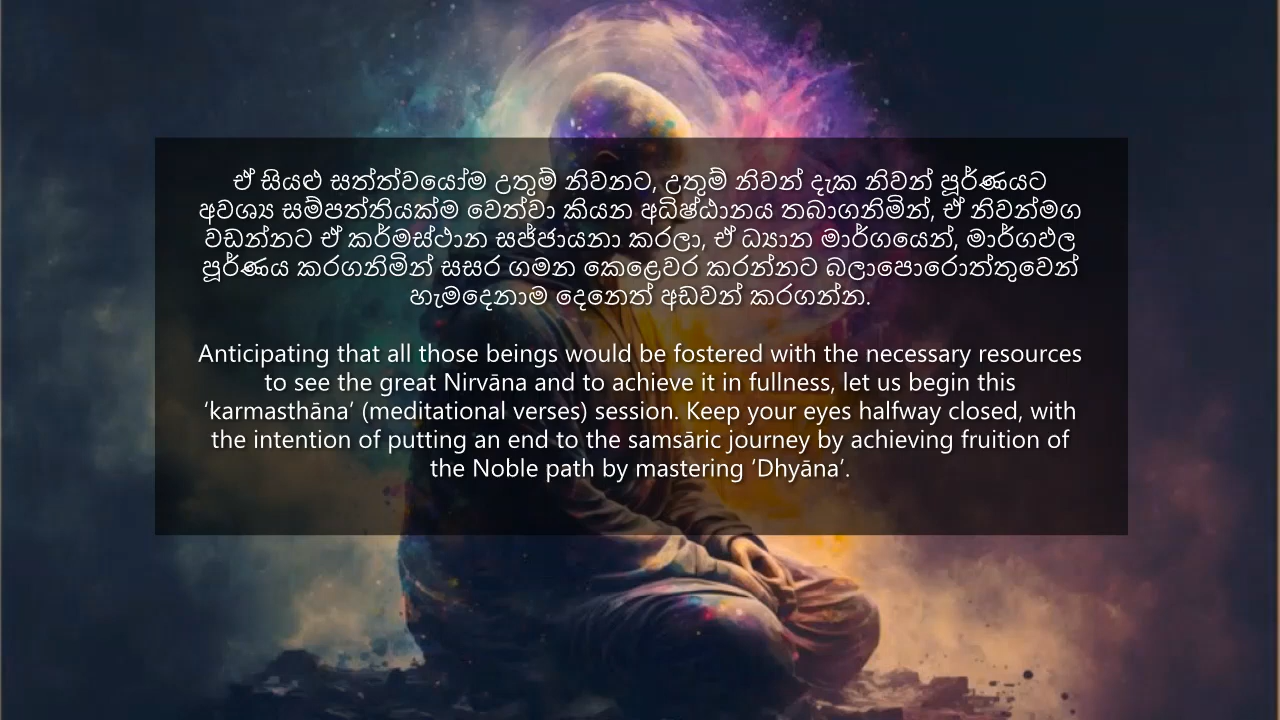 ඒ සියළු සත්ත්වයෝම උතුම් නිවනට, උතුම් නිවන් දැක නිවන් පූර්ණයට
අවශ්‍ය සම්පත්තියක්ම වෙත්වා කියන අධිෂ්ඨානය තබාගනිමින්, ඒ නිවන්මග
වඩන්නට ඒ කර්මස්ථාන සජ්ජායනා කරලා, ඒ ධ්‍යාන මාර්ගයෙන්, මාර්ගඵල
පූර්ණය කරගනිමින් සසර ගමන කෙළෙවර කරන්නට බලාපොරොත්තුවෙන්
හැමදෙනාම දෙනෙත් අඩවන් කරගන්න.
Anticipating that all those beings would be fostered with the necessary resources
to see the great Nirvāna and to achieve it in fullness, let us begin this
‘karmasthāna’ (meditational verses) session. Keep your eyes halfway closed, with
the intention of putting an end to the samsāric journey by achieving fruition of
the Noble path by mastering ‘Dhyāna’.